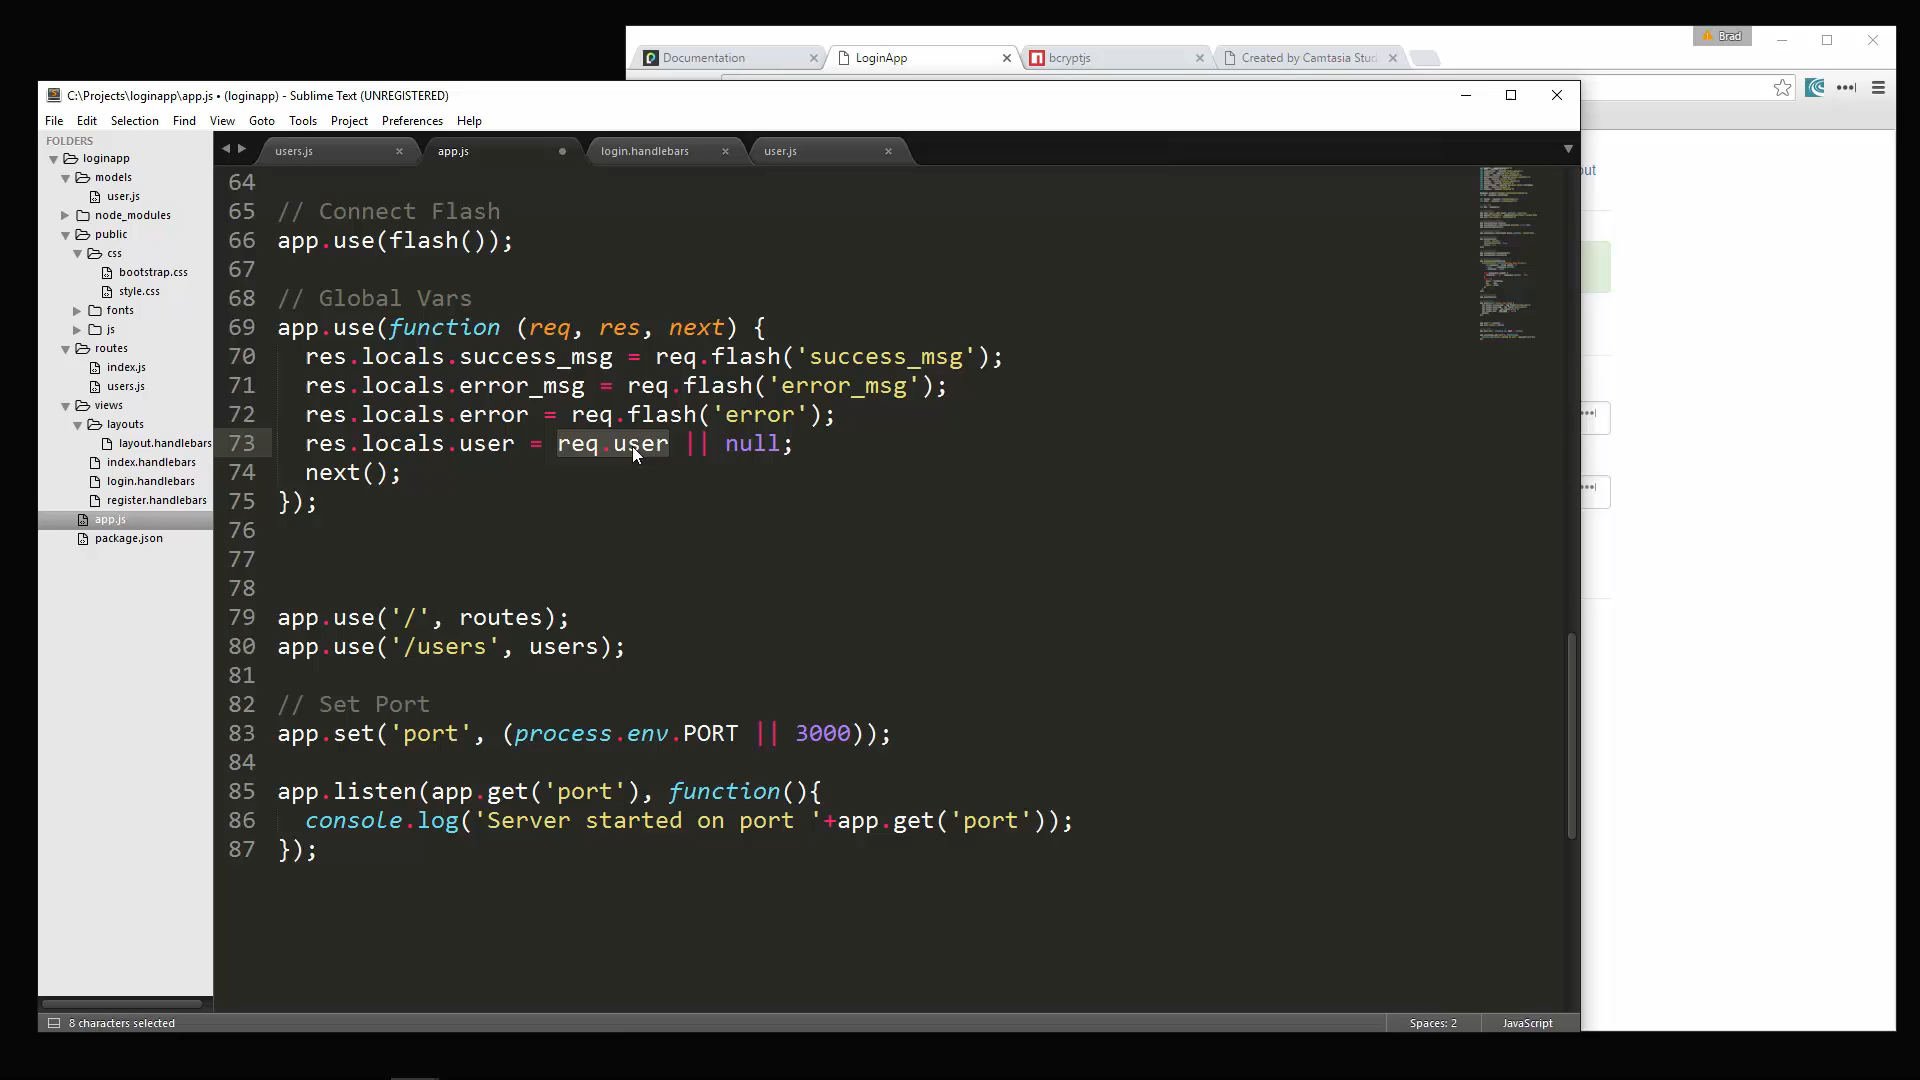 Brad
Documentation
LoginApp
bcryptjs
Created by Camtasia Stud
C:\Projects\loginapp\app.js • (loginapp) - Sublime Text (UNREGISTERED)
File Edit Selection Find View Goto Tools Project Preferences Help
FOLDERS
loginapp
models
user.js
node_modules
public
css
bootstrap.css
style.css
fonts
js
routes
index.js
users.js
views
layouts
layout.handlebars
index.handlebars
login.handlebars
register.handlebars
app.js
package.json
users.js
app.js
login.handlebars
user.js
64
65 // Connect Flash
66 app.use(flash());
67
68 // Global Vars
69 app.use(function (req, res, next) {
70 res.locals.success_msg = req.flash('success_msg');
71 res.locals.error_msg = req.flash('error_msg');
72 res.locals.error = req.flash('error');
73 res.locals.user = req.user || null;
74 next();
75 });
76
77
78
79 app.use('/', routes);
80 app.use('/users', users);
81
82 // Set Port
83 app.set('port', (process.env.PORT || 3000));
84
85 app.listen(app.get('port'), function(){
86 console.log('Server started on port '+app.get('port'));
87 });
out
8 characters selected
Spaces: 2
JavaScript